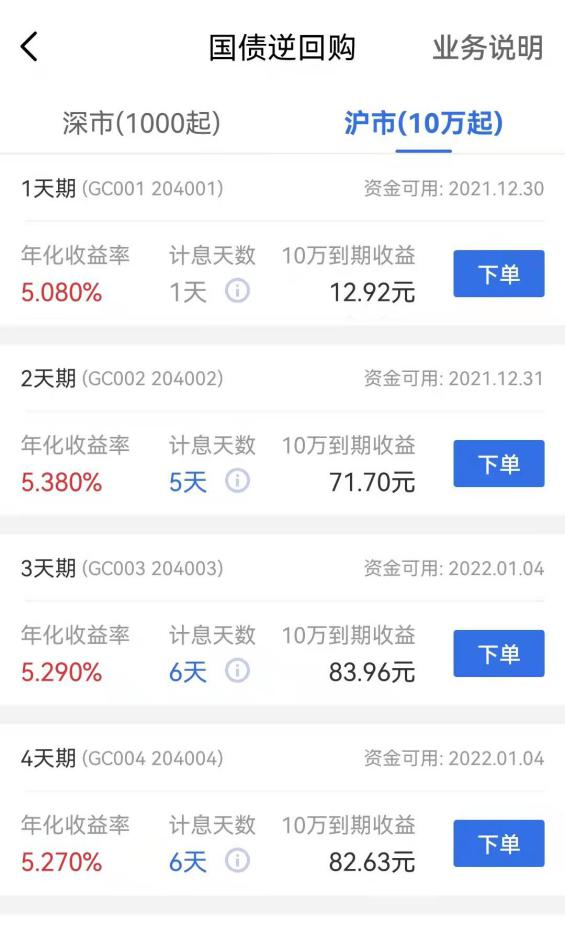 国债逆回购 业务说明
深市(1000起) 沪市(10万起)
1天期 (GC001 204001) 资金可用: 2021.12.30
年化收益率 计息天数 10万到期收益
5.080% 1天 12.92元 下单
2天期 (GC002 204002) 资金可用: 2021.12.31
年化收益率 计息天数 10万到期收益
5.380% 5天 71.70元 下单
3天期 (GC003 204003) 资金可用: 2022.01.04
年化收益率 计息天数 10万到期收益
5.290% 6天 83.96元 下单
4天期 (GC004 204004) 资金可用: 2022.01.04
年化收益率 计息天数 10万到期收益
5.270% 6天 82.63元 下单